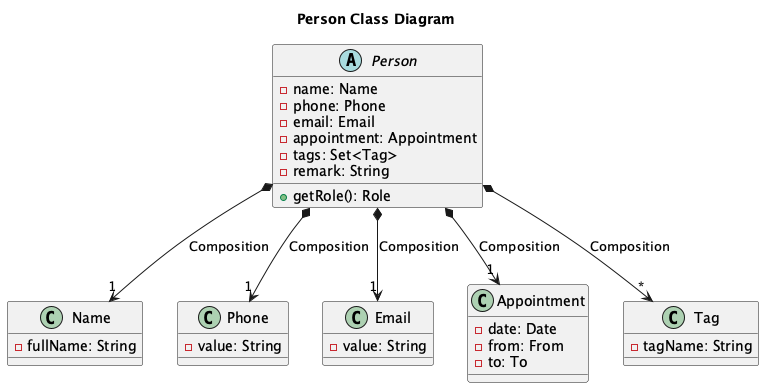 Person Class Diagram
A Person
name: Name
phone: Phone
email: Email
appointment: Appointment
tags: Set<Tag>
remark: String
getRole(): Role
Composition
Composition
Composition
Composition
Composition
1
1
1
1
*
C Name
fullName: String
C Phone
value: String
C Email
value: String
C Appointment
date: Date
from: From
to: To
C Tag
tagName: String